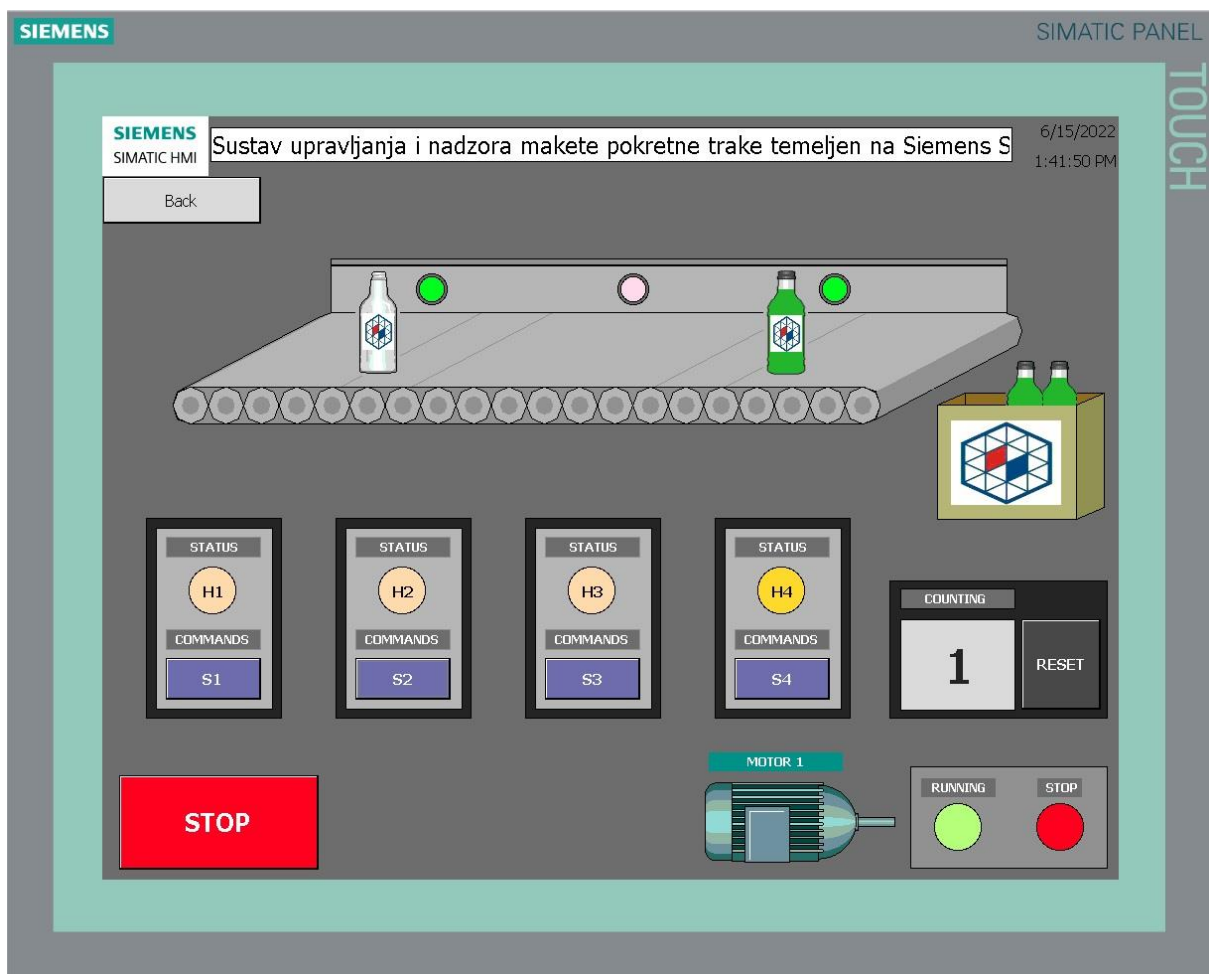 SIEMENS
SIMATIC PANEL
TOUCH
SIEMENS
SIMATIC HMI
Sustav upravljanja i nadzora makete pokretne trake temeljen na Siemens S
6/15/2022
1:41:50 PM
Back
STATUS
STATUS
STATUS
STATUS
H1
H2
H3
H4
COMMANDS
COMMANDS
COMMANDS
COMMANDS
S1
S2
S3
S4
COUNTING
1
RESET
STOP
MOTOR 1
RUNNING
STOP